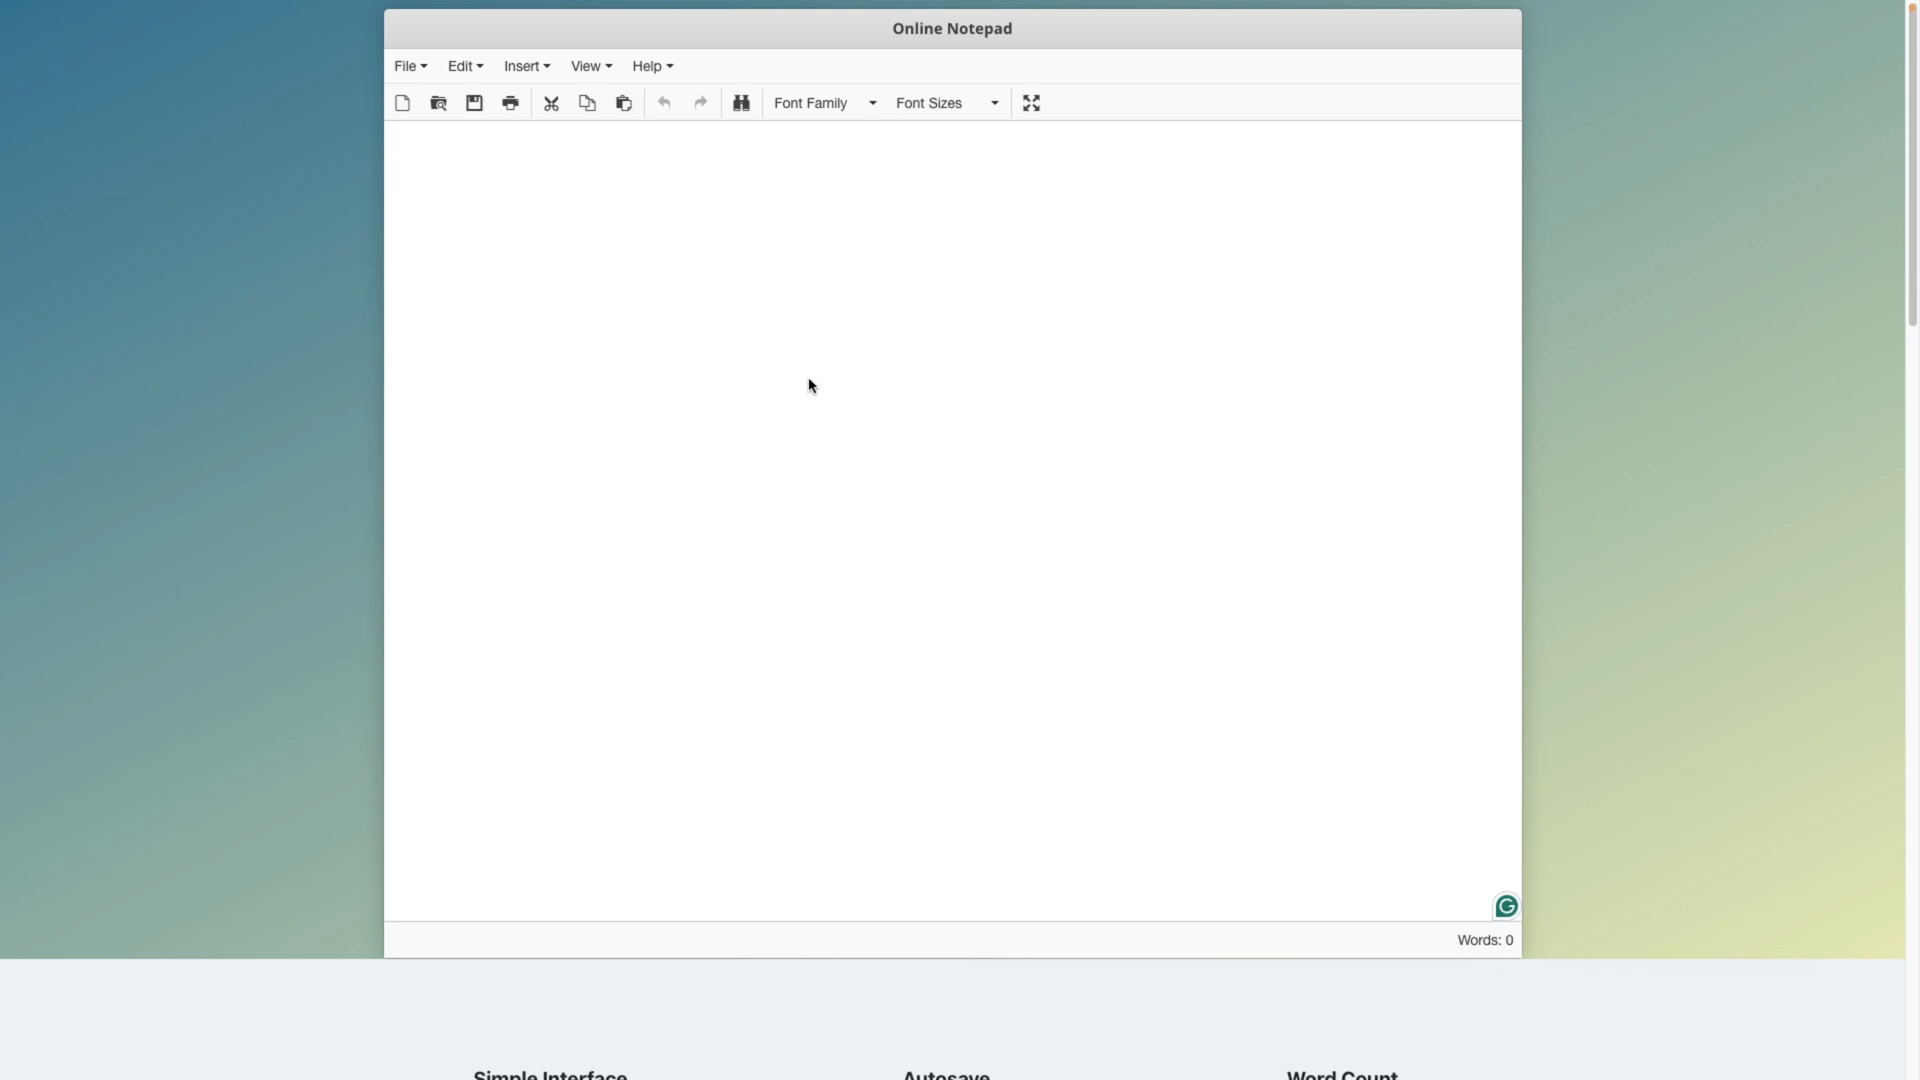 Online Notepad
File Edit Insert View Help
Font Family Font Sizes
Words: 0
Simple Interface Autosave Word Count